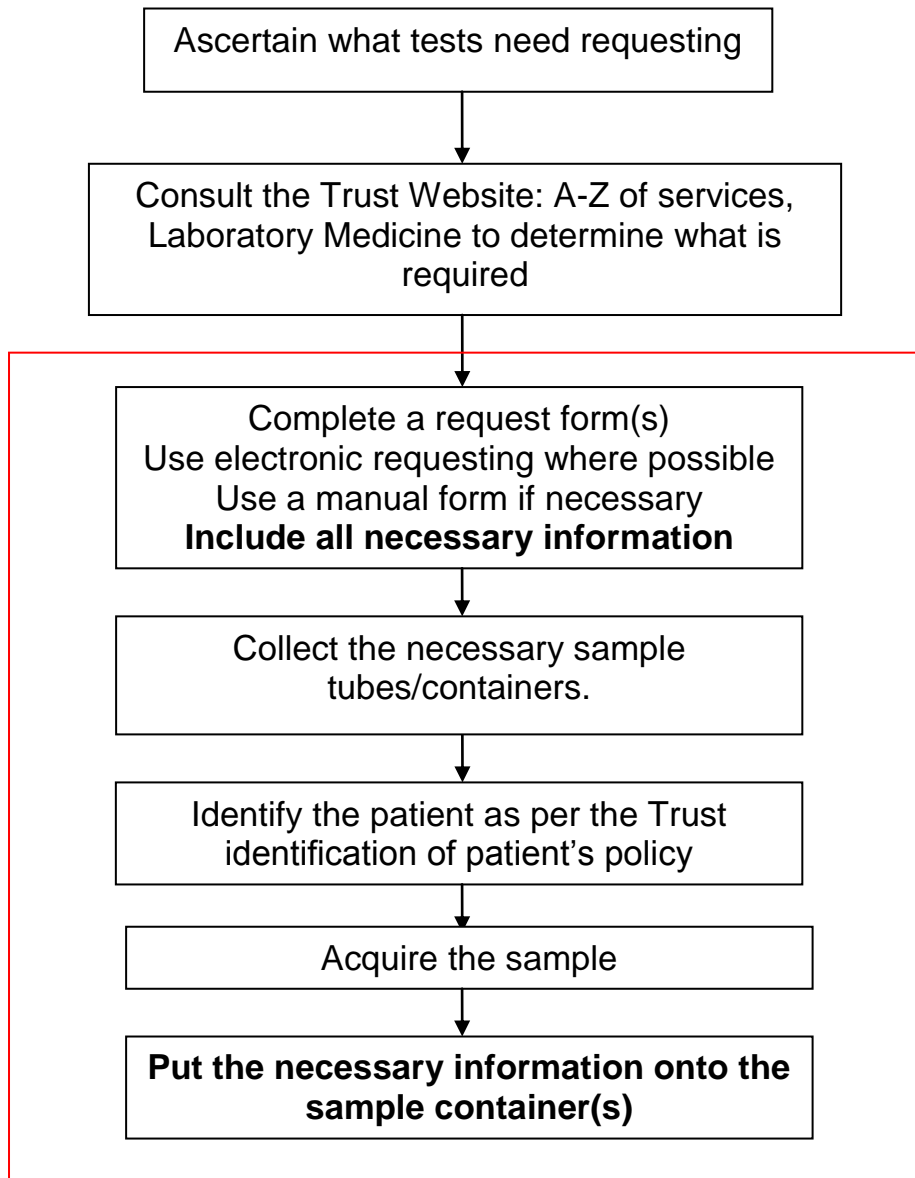 Ascertain what tests need requesting
Consult the Trust Website: A-Z of services,
Laboratory Medicine to determine what is
required
Complete a request form(s)
Use electronic requesting where possible
Use a manual form if necessary
Include all necessary information
Collect the necessary sample
tubes/containers.
Identify the patient as per the Trust
identification of patient’s policy
Acquire the sample
Put the necessary information onto the
sample container(s)